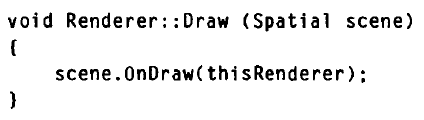 void Renderer::Draw (Spatial scene)
{
    scene.OnDraw(thisRenderer);
}